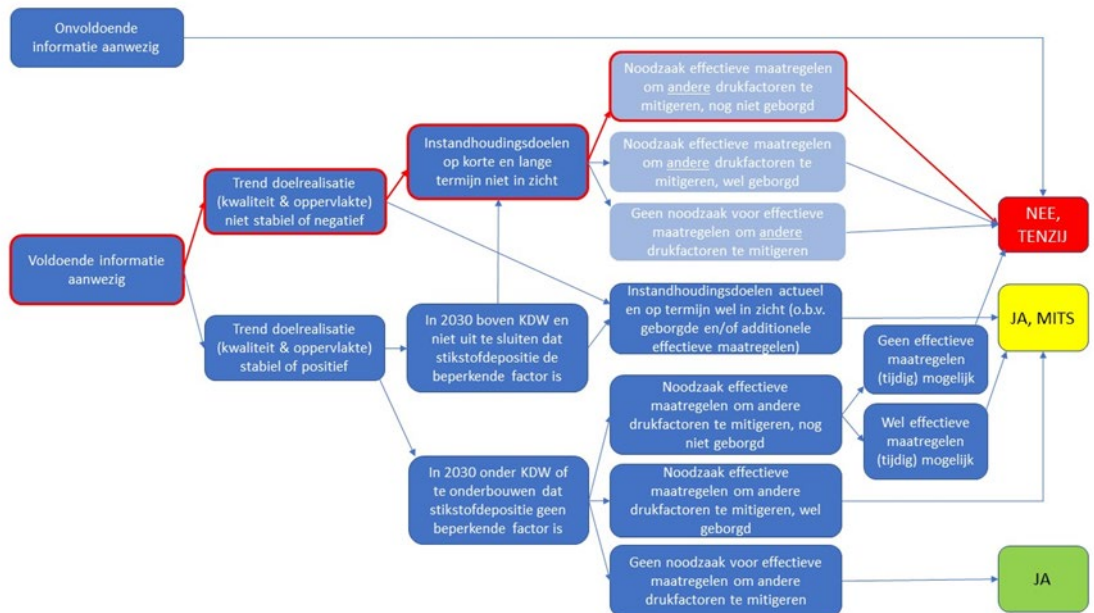 Onvoldoende
informatie aanwezig
Noodzaak effectieve maatregelen
om andere drukfactoren te
mitigeren, nog niet geborgd
Instandhoudingsdoelen
op korte en lange
termijn niet in zicht
Noodzaak effectieve maatregelen
om andere drukfactoren te
mitigeren, wel geborgd
Trend doelrealisatie
(kwaliteit & oppervlakte)
niet stabiel of negatief
Geen noodzaak voor effectieve
maatregelen om andere
drukfactoren te mitigeren
NEE,
TENZIJ
Voldoende informatie
aanwezig
Instandhoudingsdoelen actueel
en op termijn wel in zicht (o.b.v.
geborgde en/of additionele
effectieve maatregelen)
JA, MITS
Trend doelrealisatie
(kwaliteit & oppervlakte)
stabiel of positief
In 2030 boven KDW en
niet uit te sluiten dat
stikstofdepositie de
beperkende factor is
Geen effectieve
maatregelen
(tijdig) mogelijk
Noodzaak effectieve
maatregelen om andere
drukfactoren te mitigeren, nog
niet geborgd
Wel effectieve
maatregelen
(tijdig) mogelijk
In 2030 onder KDW of
te onderbouwen dat
stikstofdepositie geen
beperkende factor is
Noodzaak effectieve
maatregelen om andere
drukfactoren te mitigeren, wel
geborgd
Geen noodzaak voor effectieve
maatregelen om andere
drukfactoren te mitigeren
JA